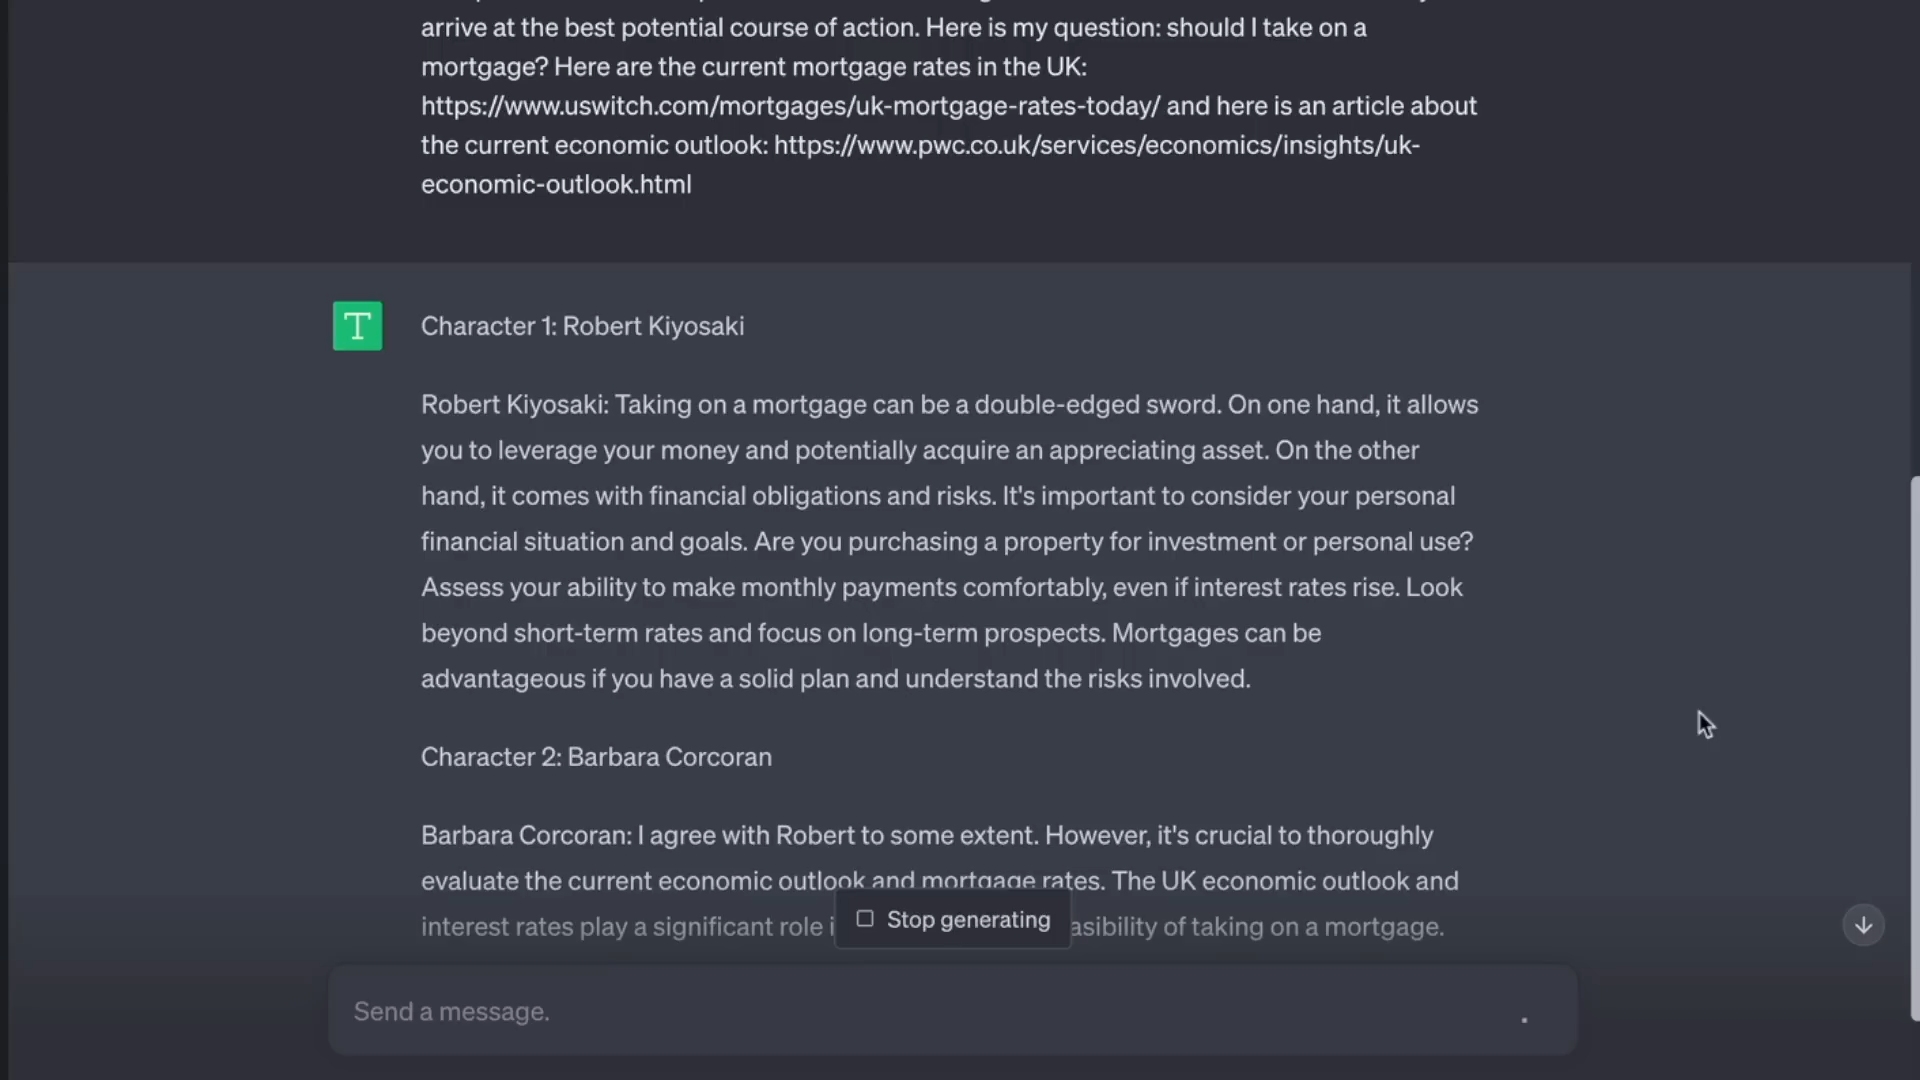 arrive at the best potential course of action. Here is my question: should I take on a
mortgage? Here are the current mortgage rates in the UK:
https://www.uswitch.com/mortgages/uk-mortgage-rates-today/ and here is an article about
the current economic outlook: https://www.pwc.co.uk/services/economics/insights/uk-
economic-outlook.html
T
Character 1: Robert Kiyosaki
Robert Kiyosaki: Taking on a mortgage can be a double-edged sword. On one hand, it allows
you to leverage your money and potentially acquire an appreciating asset. On the other
hand, it comes with financial obligations and risks. It's important to consider your personal
financial situation and goals. Are you purchasing a property for investment or personal use?
Assess your ability to make monthly payments comfortably, even if interest rates rise. Look
beyond short-term rates and focus on long-term prospects. Mortgages can be
advantageous if you have a solid plan and understand the risks involved.
Character 2: Barbara Corcoran
Barbara Corcoran: I agree with Robert to some extent. However, it's crucial to thoroughly
evaluate the current economic outlook and mortgage rates. The UK economic outlook and
interest rates play a significant role asibility of taking on a mortgage.
Stop generating
Send a message.